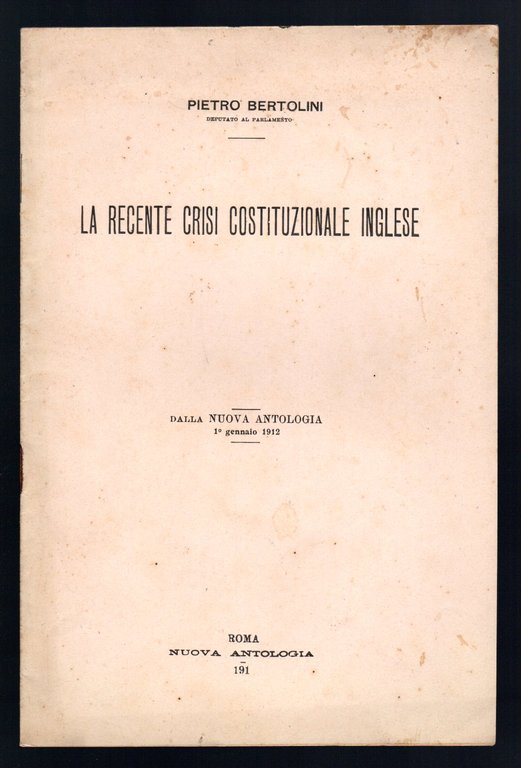 PIETRO BERTOLINI
DEPUTATO AL PARLAMENTO
LA RECENTE CRISI COSTITUZIONALE INGLESE
DALLA NUOVA ANTOLOGIA
1º gennaio 1912
ROMA
NUOVA ANTOLOGIA
191